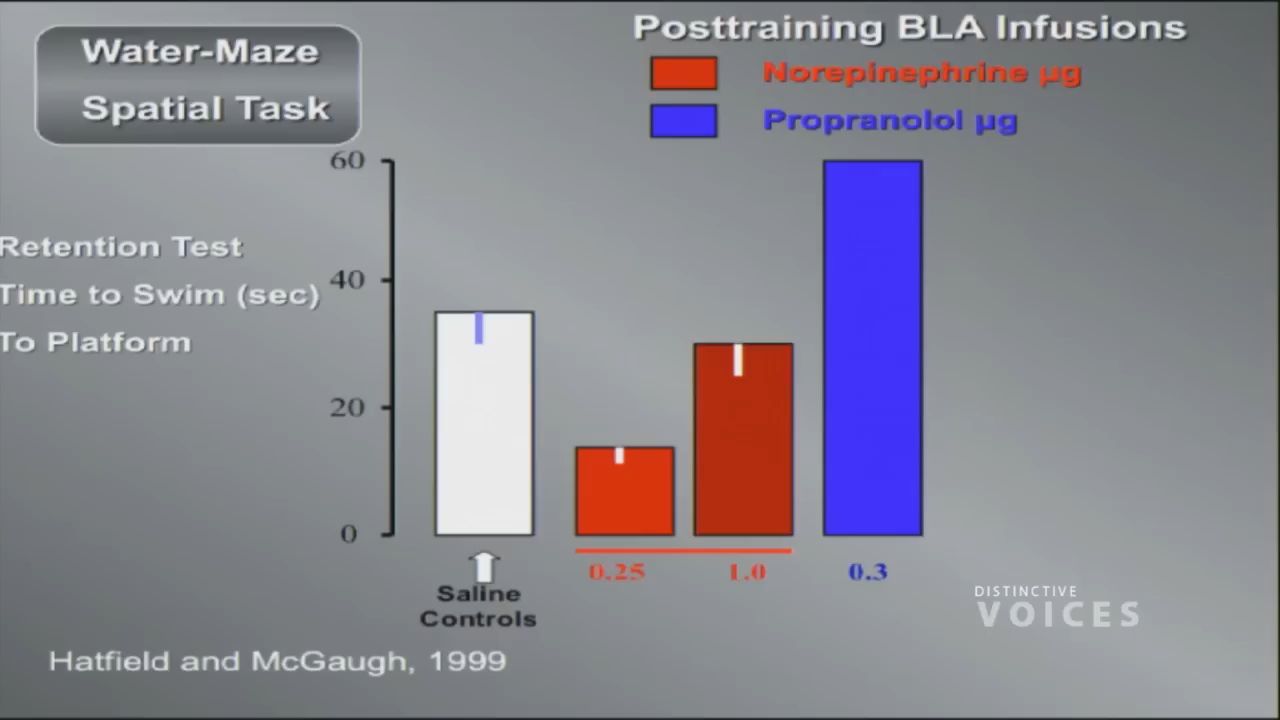 Water-Maze
Spatial Task
Posttraining BLA Infusions
Norepinephrine µg
Propranolol µg
Retention Test
Time to Swim (sec)
To Platform
60
40
20
0
0.25
1.0
0.3
Saline
Controls
DISTINCTIVE
VOICES
Hatfield and McGaugh, 1999